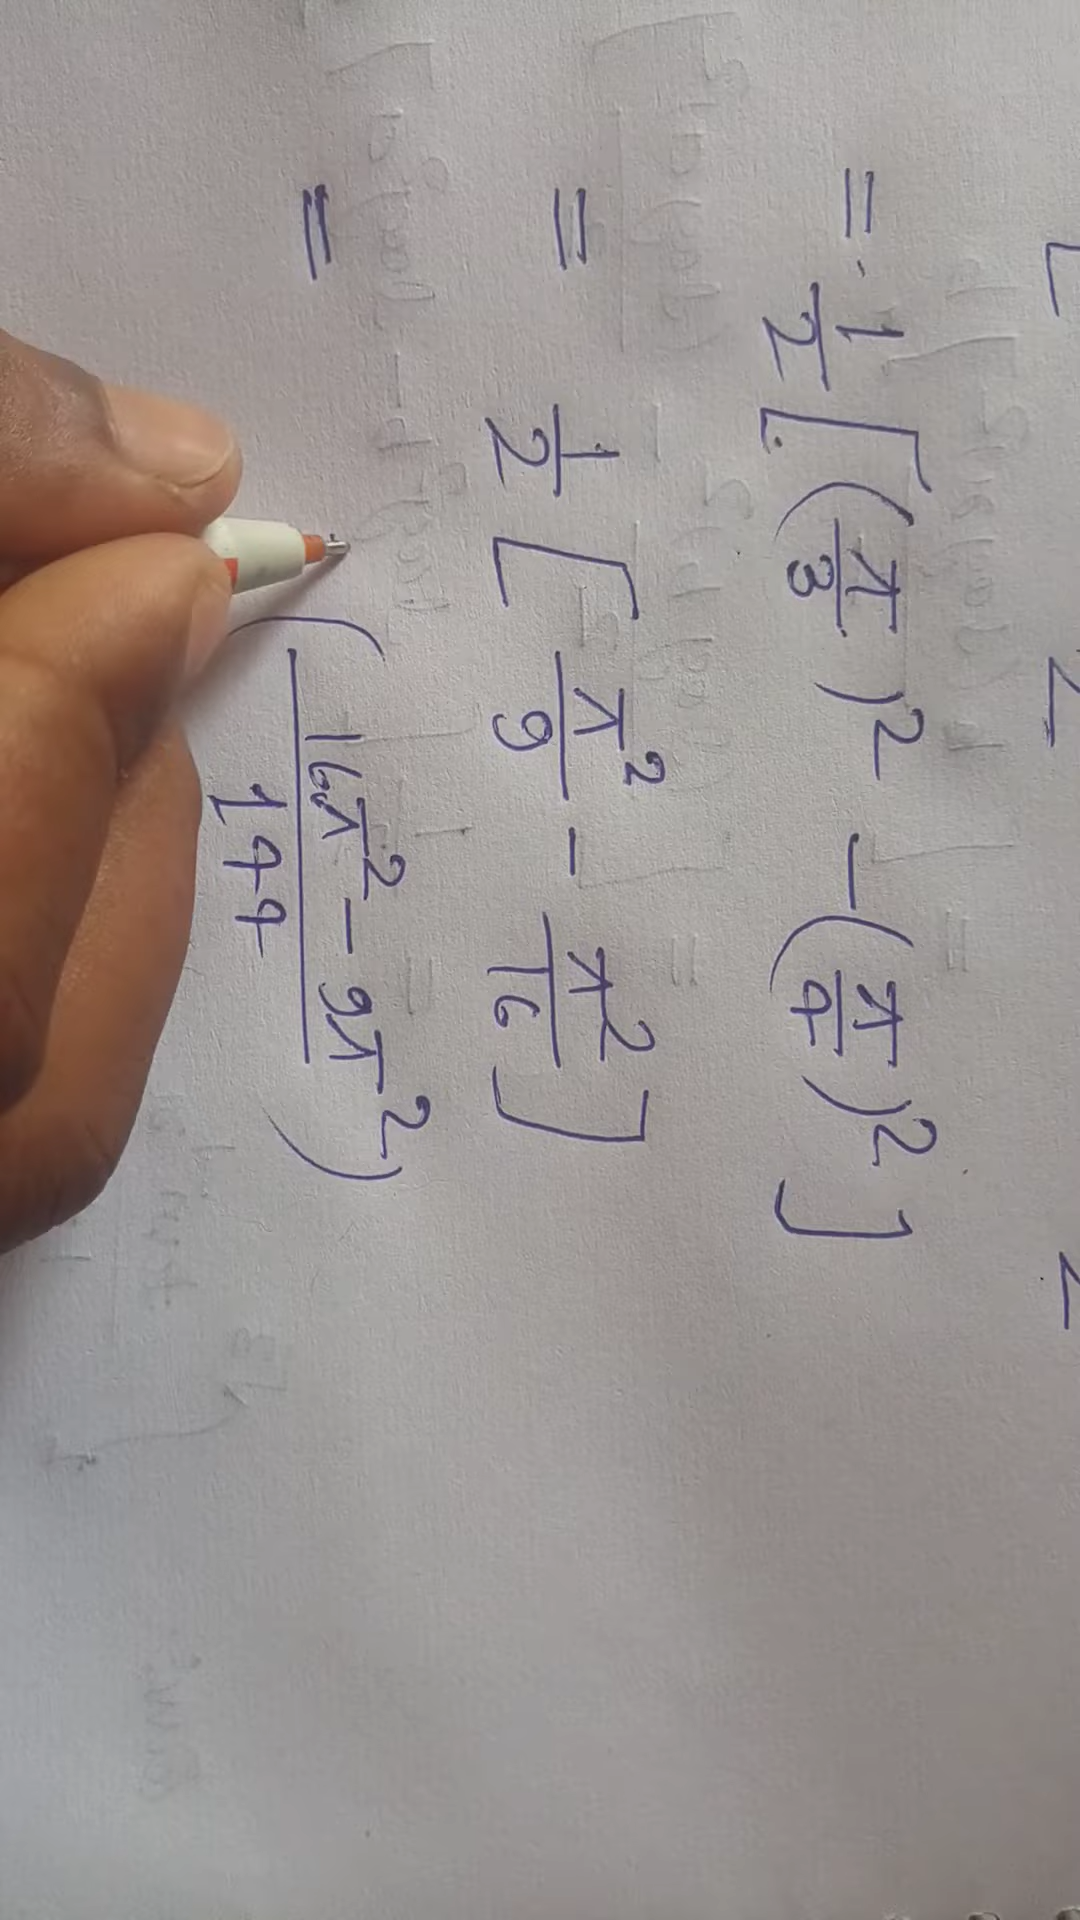 = 1/2 [(π/3)² - (π/4)²]
= 1/2 [π²/9 - π²/16]
= (16π² - 9π²/144)